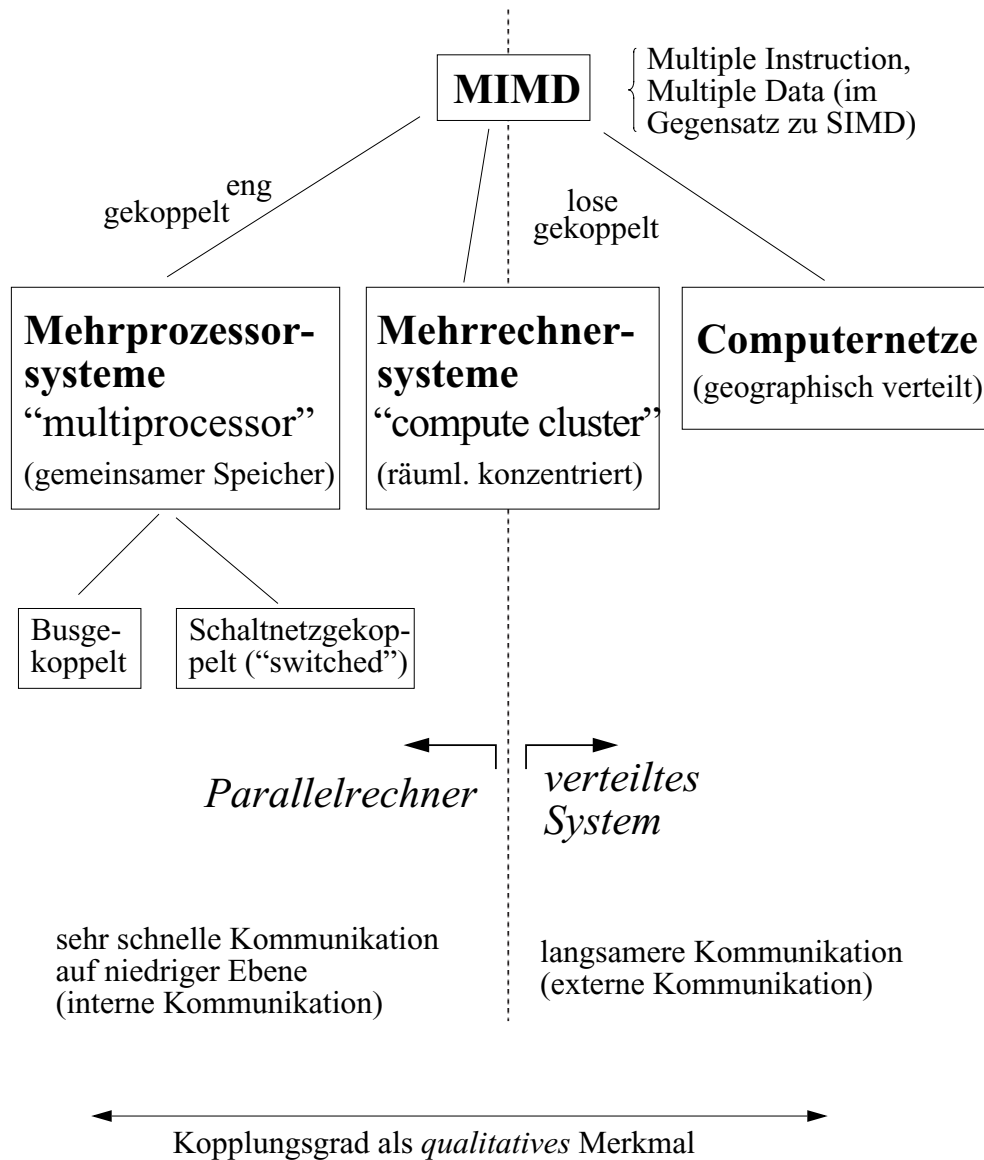 MIMD
Multiple Instruction,
Multiple Data (im
Gegensatz zu SIMD)
eng
gekoppelt
lose
gekoppelt
Mehrprozessor-
systeme
“multiprocessor”
(gemeinsamer Speicher)
Mehrrechner-
systeme
“compute cluster”
(räuml. konzentriert)
Computernetze
(geographisch verteilt)
Busge-
koppelt
Schaltnetzgekop-
pelt (“switched”)
Parallelrechner
verteiltes
System
sehr schnelle Kommunikation
auf niedriger Ebene
(interne Kommunikation)
langsamere Kommunikation
(externe Kommunikation)
Kopplungsgrad als qualitatives Merkmal